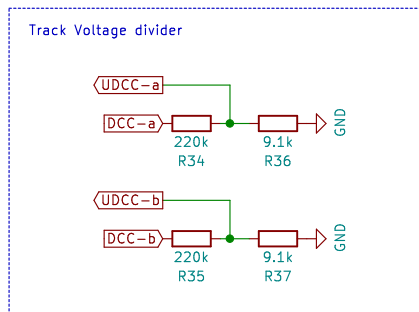 Track Voltage divider
UDCC-a
DCC-a
220k
R34
9.1k
R36
GND
UDCC-b
DCC-b
220k
R35
9.1k
R37
GND